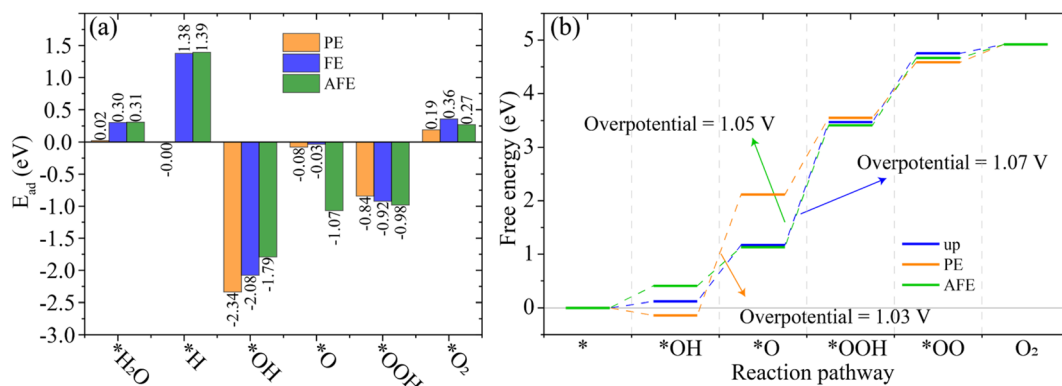 (a)
PE
FE
AFE
E_ad (eV)
1.5
1.0
0.5
0.0
-0.5
-1.0
-1.5
-2.0
-2.5
-3.0
0.02
0.30
0.31
-0.00
1.38
1.39
-2.34
-2.08
-1.79
-0.08
-0.03
-1.07
-0.84
-0.92
-0.98
0.19
0.36
0.27
*H₂O
*H
*OH
*O
*OOH
*O₂
(b)
Free energy (eV)
5
4
3
2
1
0
Overpotential = 1.05 V
Overpotential = 1.07 V
up
PE
AFE
Overpotential = 1.03 V
*
*OH
*O
*OOH
*OO
O₂
Reaction pathway